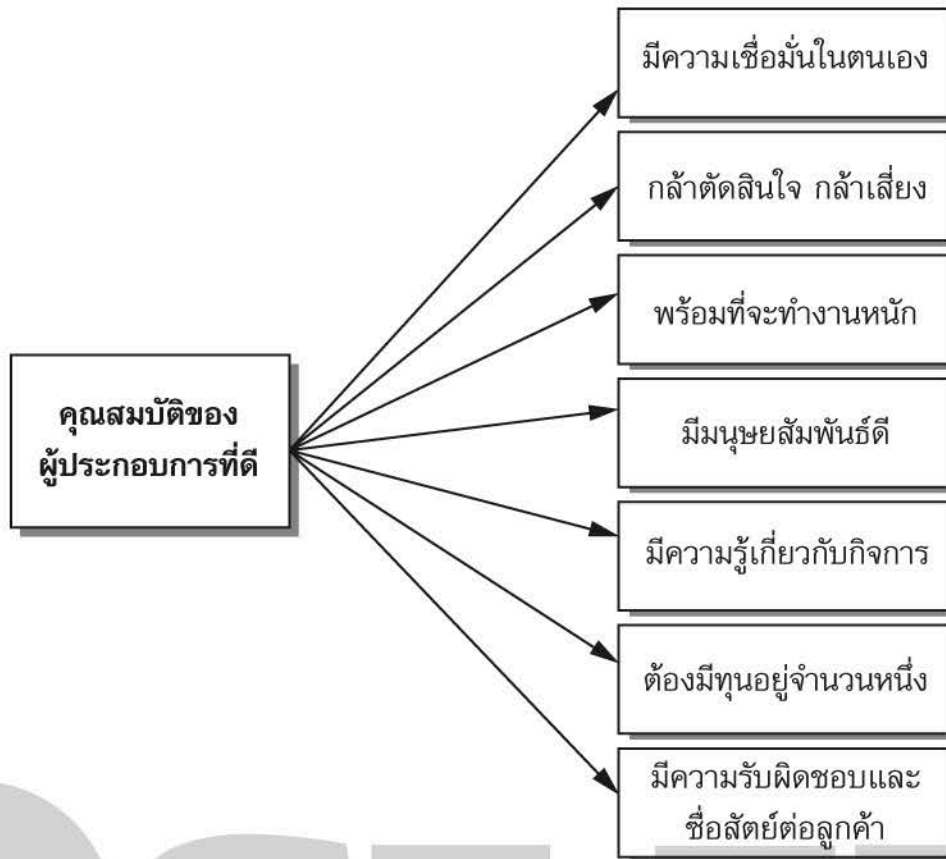 มีความเชื่อมั่นในตนเอง
กล้าตัดสินใจ กล้าเสี่ยง
พร้อมที่จะทำงานหนัก
คุณสมบัติของ
ผู้ประกอบการที่ดี
มีมนุษยสัมพันธ์ดี
มีความรู้เกี่ยวกับกิจการ
ต้องมีทุนอยู่จำนวนหนึ่ง
มีความรับผิดชอบและ
ซื่อสัตย์ต่อลูกค้า